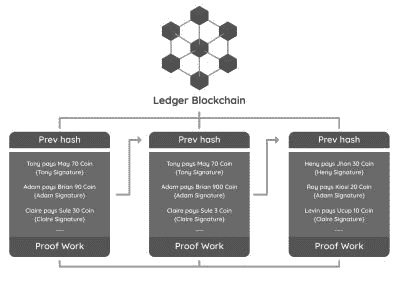 Ledger Blockchain
Prev hash
Tony pays May 70 Coin
(Tony Signature)
Adam pays Brian 90 Coin
(Adam Signature)
Claire pays Sule 30 Coin
(Claire Signature)
......
Proof Work
Prev hash
Tony pays May 70 Coin
(Tony Signature)
Adam pays Brian 900 Coin
(Adam Signature)
Claire pays Sule 3 Coin
(Claire Signature)
......
Proof Work
Prev hash
Heny pays Jhon 30 Coin
(Heny Signature)
Ray pays Kassi 20 Coin
(Adam Signature)
Levin pays Ucup 10 Coin
(Claire Signature)
......
Proof Work